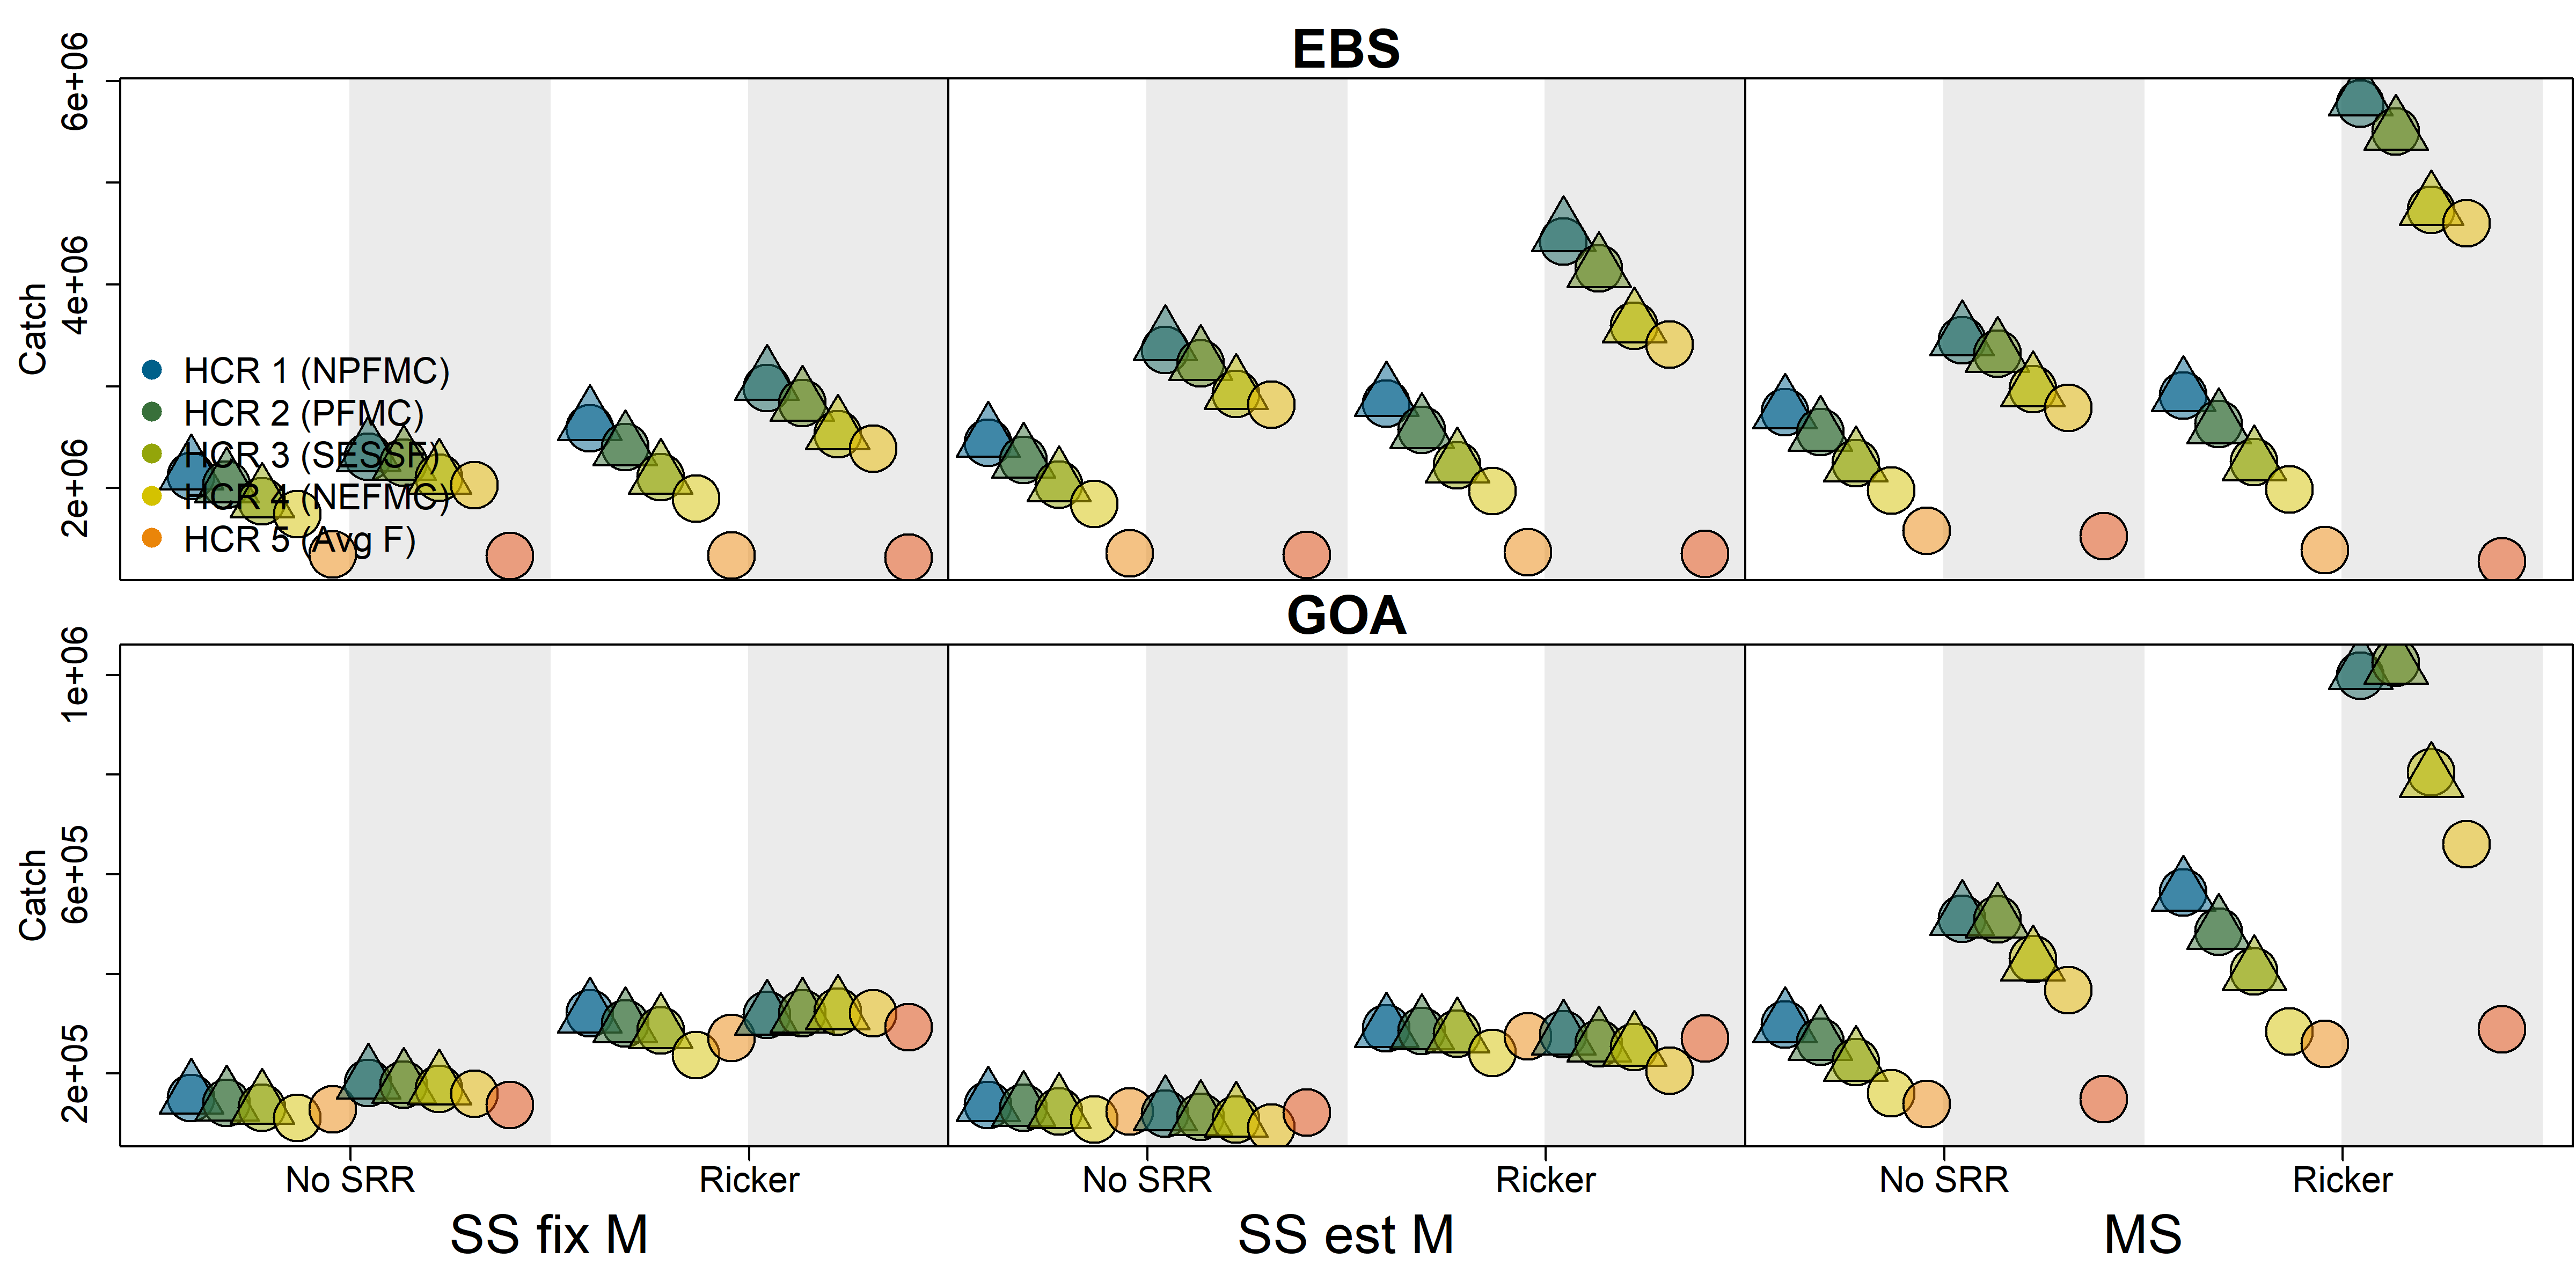 EBS
Catch
6e+06
4e+06
2e+06
HCR 1 (NPFMC)
HCR 2 (PFMC)
HCR 3 (SESSF)
HCR 4 (NEFMC)
HCR 5 (Avg F)
GOA
Catch
1e+06
6e+05
2e+05
No SRR Ricker No SRR Ricker No SRR Ricker
SS fix M SS est M MS